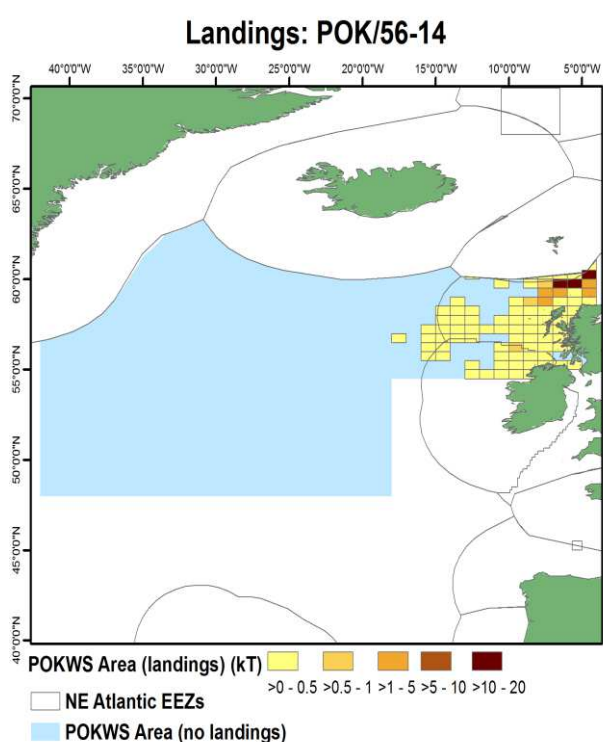 Landings: POK/56-14
40°0'0"W 35°0'0"W 30°0'0"W 25°0'0"W 20°0'0"W 15°0'0"W 10°0'0"W 5°0'0"W
70°0'0"N
65°0'0"N
60°0'0"N
55°0'0"N
50°0'0"N
45°0'0"N
40°0'0"N
POKWS Area (landings) (kT)
>0 - 0.5 >0.5 - 1 >1 - 5 >5 - 10 >10 - 20
NE Atlantic EEZs
POKWS Area (no landings)